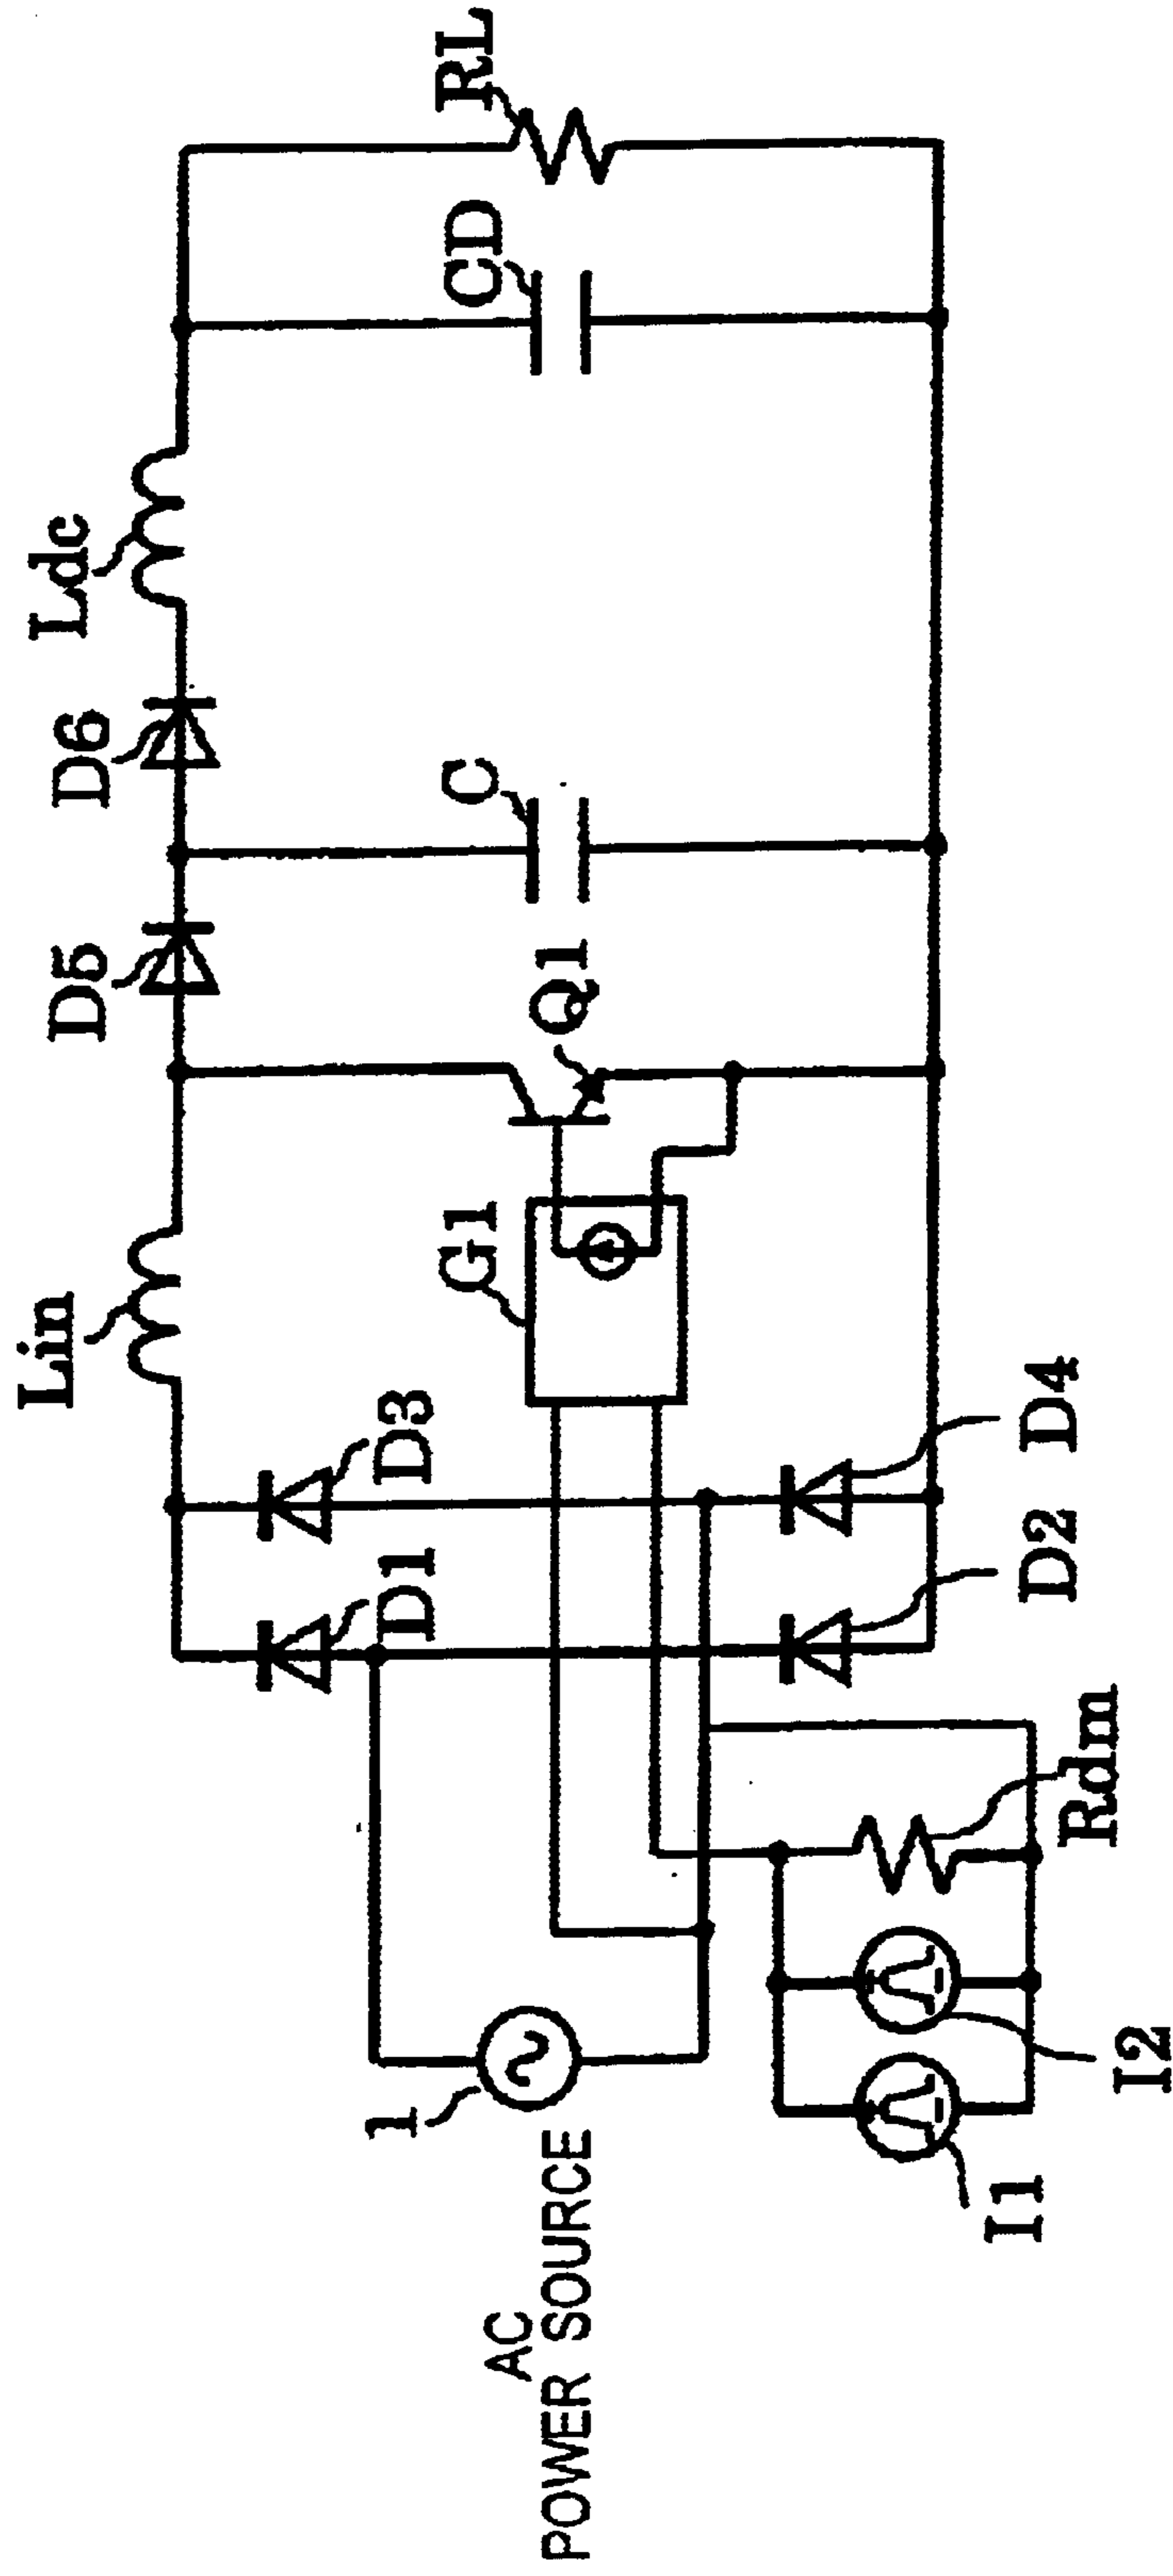 Lin
D5
D6
Ldc
D1
D3
G1
Q1
C
CD
RL
1
AC
POWER SOURCE
D2
D4
Rdm
I1
I2